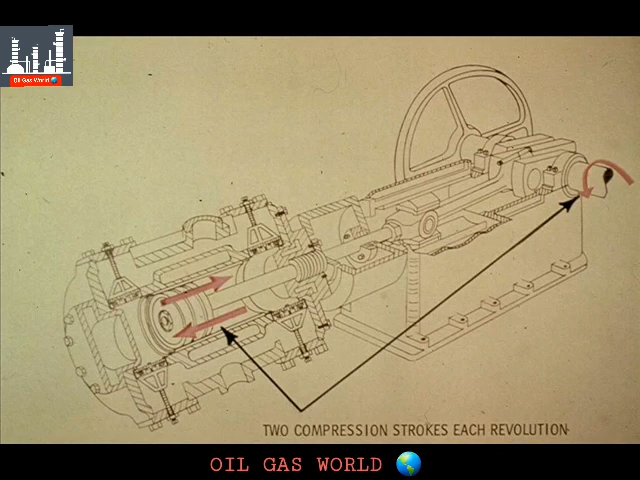 Oil Gas World
TWO COMPRESSION STROKES EACH REVOLUTION
OIL GAS WORLD